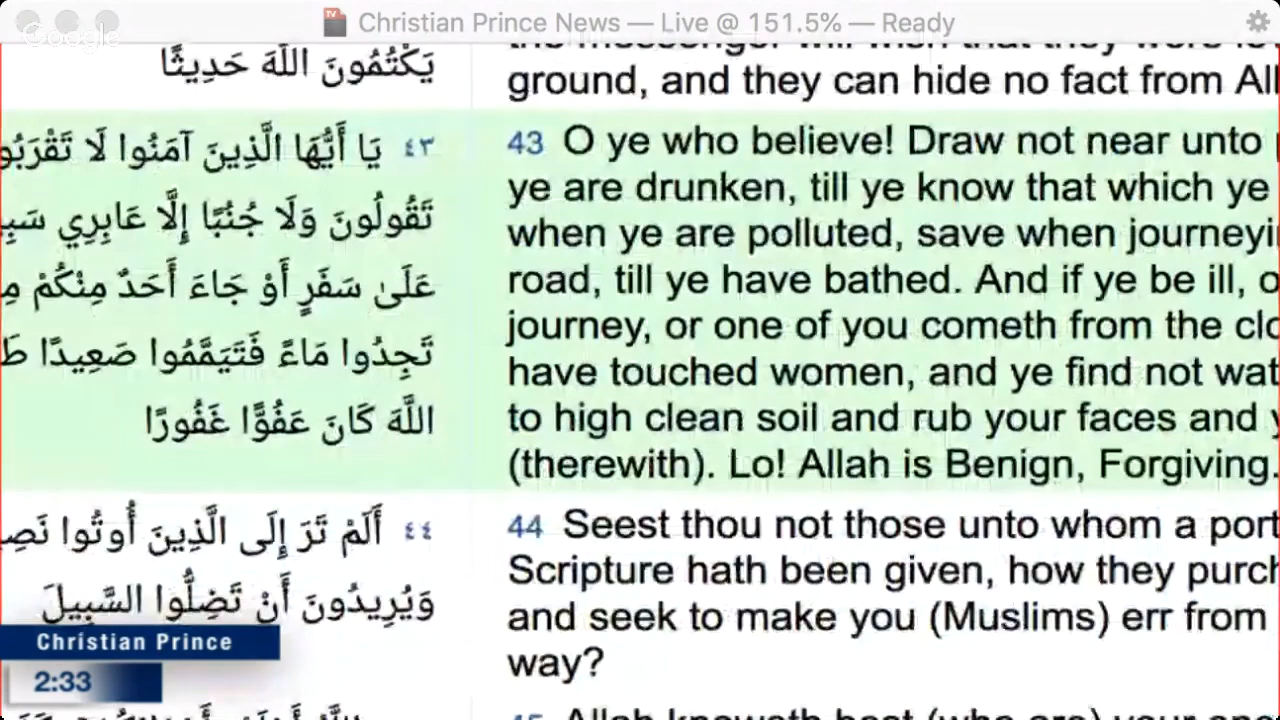 Christian Prince News — Live @ 151.5% — Ready
Google
يَكْتُمُونَ اللَّهَ حَدِيثًا
ground, and they can hide no fact from
٤٣ يَا أَيُّهَا الَّذِينَ آمَنُوا لَا
تَقُولُونَ وَلَا جُنُبًا إِلَّا عَابِرِي
عَلَىٰ سَفَرٍ أَوْ جَاءَ أَحَدٌ مِنْكُمْ
تَجِدُوا مَاءً فَتَيَمَّمُوا صَعِيدًا
اللَّهَ كَانَ عَفُوًّا غَفُورًا
43 O ye who believe! Draw not near unto
ye are drunken, till ye know that which ye
when ye are polluted, save when
road, till ye have bathed. And if ye be ill,
journey, or one of you cometh from the
have touched women, and ye find not
to high clean soil and rub your faces and
(therewith). Lo! Allah is Benign, Forgiving.
٤٤ أَلَمْ تَرَ إِلَى الَّذِينَ أُوتُوا
وَيُرِيدُونَ أَنْ تَضِلُّوا السَّبِيلَ
44 Seest thou not those unto whom a
Scripture hath been given, how they
and seek to make you (Muslims) err from
way?
Christian Prince
2:33